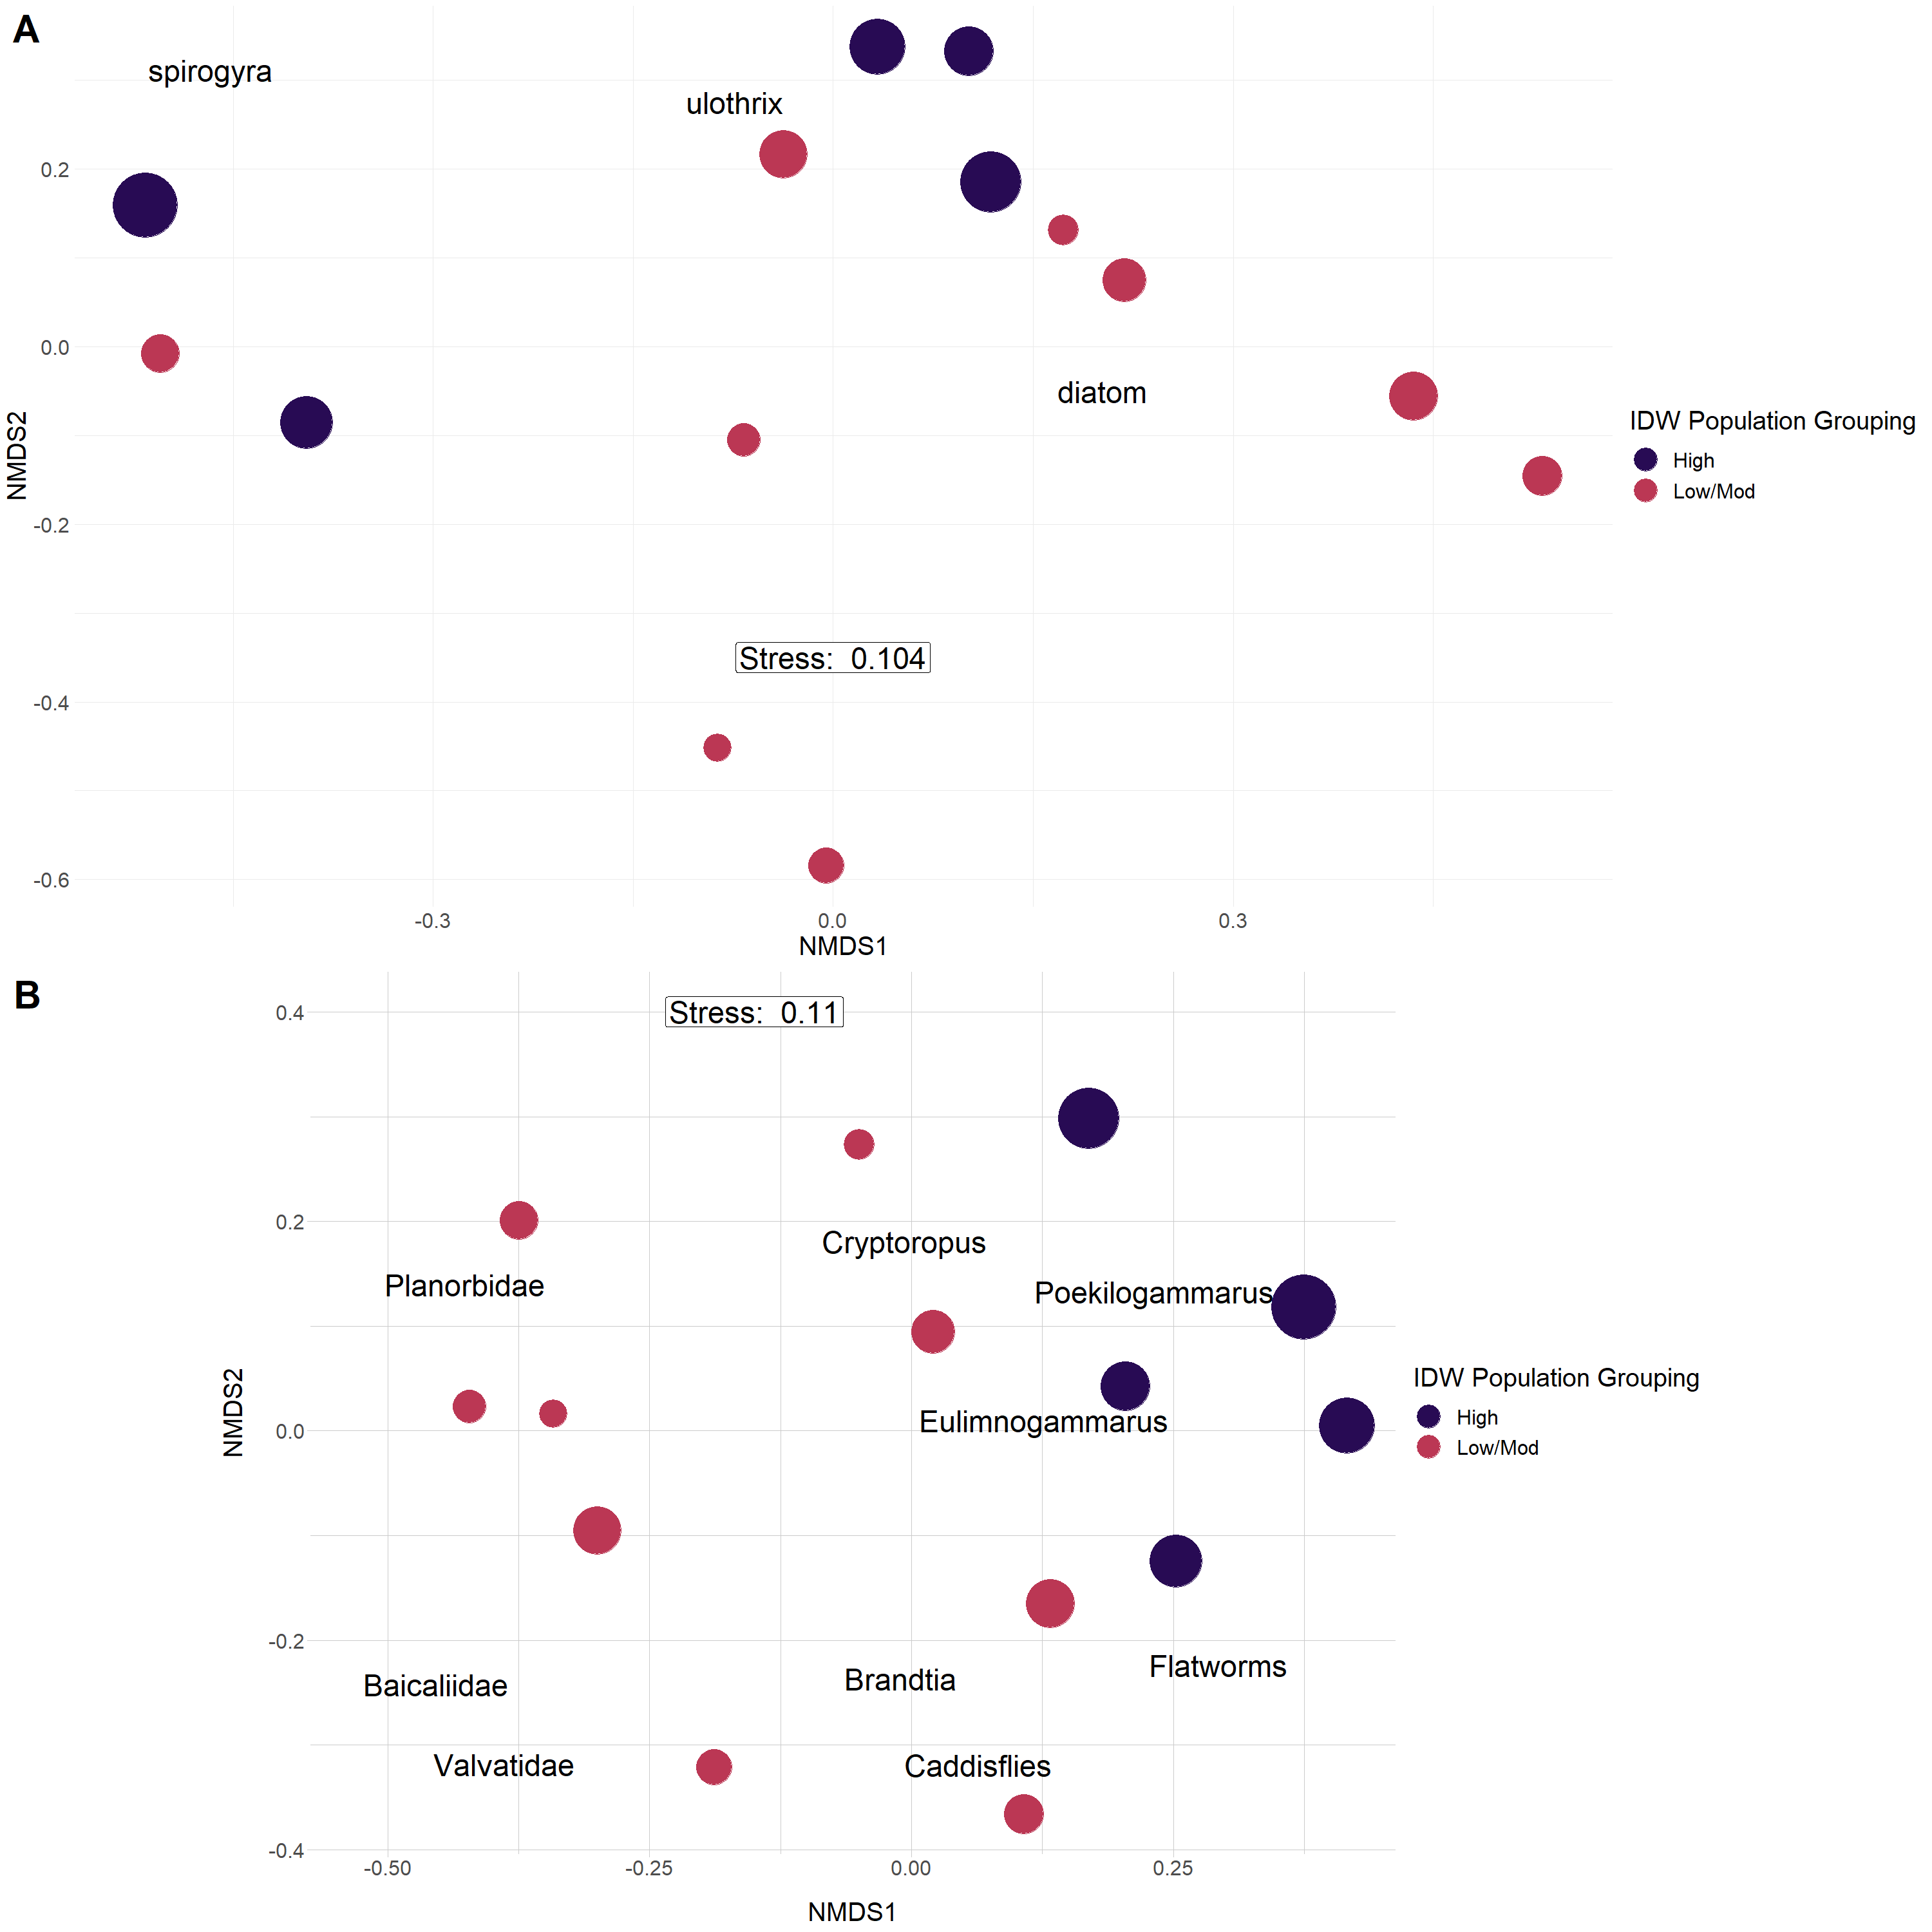 A
spirogyra
ulothrix
diatom
Stress:  0.104
0.2
0.0
-0.2
-0.4
-0.6
NMDS2
-0.3
0.0
0.3
NMDS1
IDW Population Grouping
High
Low/Mod
B
Stress:  0.11
0.4
0.2
0.0
-0.2
-0.4
NMDS2
Cryptoropus
Planorbidae
Poekilogammarus
Eulimnogammarus
Flatworms
Brandtia
Baicaliidae
Valvatidae
Caddisflies
-0.50
-0.25
0.00
0.25
NMDS1
IDW Population Grouping
High
Low/Mod